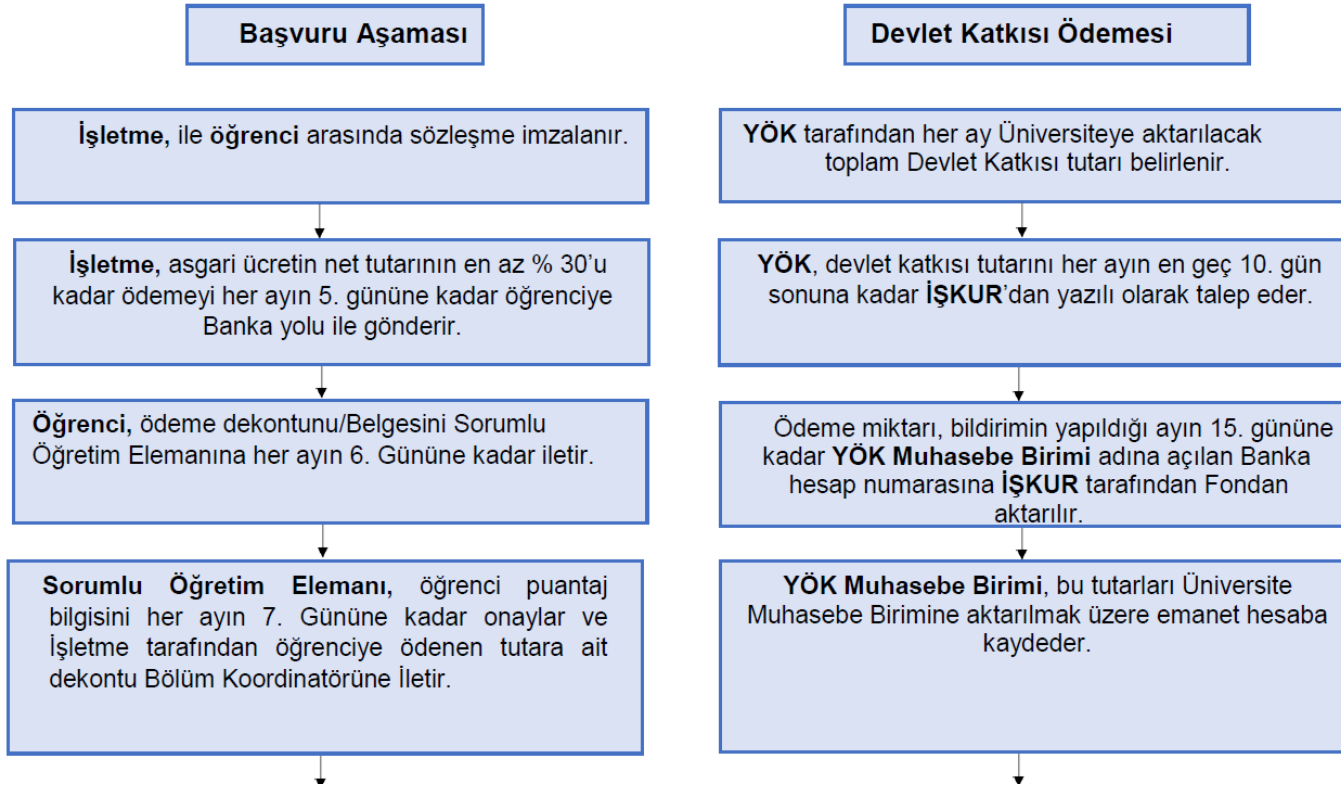 Başvuru Aşaması
İşletme, ile öğrenci arasında sözleşme imzalanır.
İşletme, asgari ücretin net tutarının en az % 30’u
kadar ödemeyi her ayın 5. gününe kadar öğrenciye
Banka yolu ile gönderir.
Öğrenci, ödeme dekontunu/Belgesini Sorumlu
Öğretim Elemanına her ayın 6. Gününe kadar iletir.
Sorumlu Öğretim Elemanı, öğrenci puantaj
bilgisini her ayın 7. Gününe kadar onaylar ve
İşletme tarafından öğrenciye ödenen tutara ait
dekontu Bölüm Koordinatörüne İletir.
Devlet Katkısı Ödemesi
YÖK tarafından her ay Üniversiteye aktarılacak
toplam Devlet Katkısı tutarı belirlenir.
YÖK, devlet katkısı tutarını her ayın en geç 10. gün
sonuna kadar İŞKUR’dan yazılı olarak talep eder.
Ödeme miktarı, bildirimin yapıldığı ayın 15. gününe
kadar YÖK Muhasebe Birimi adına açılan Banka
hesap numarasına İŞKUR tarafından Fondan
aktarılır.
YÖK Muhasebe Birimi, bu tutarları Üniversite
Muhasebe Birimine aktarılmak üzere emanet hesaba
kaydeder.